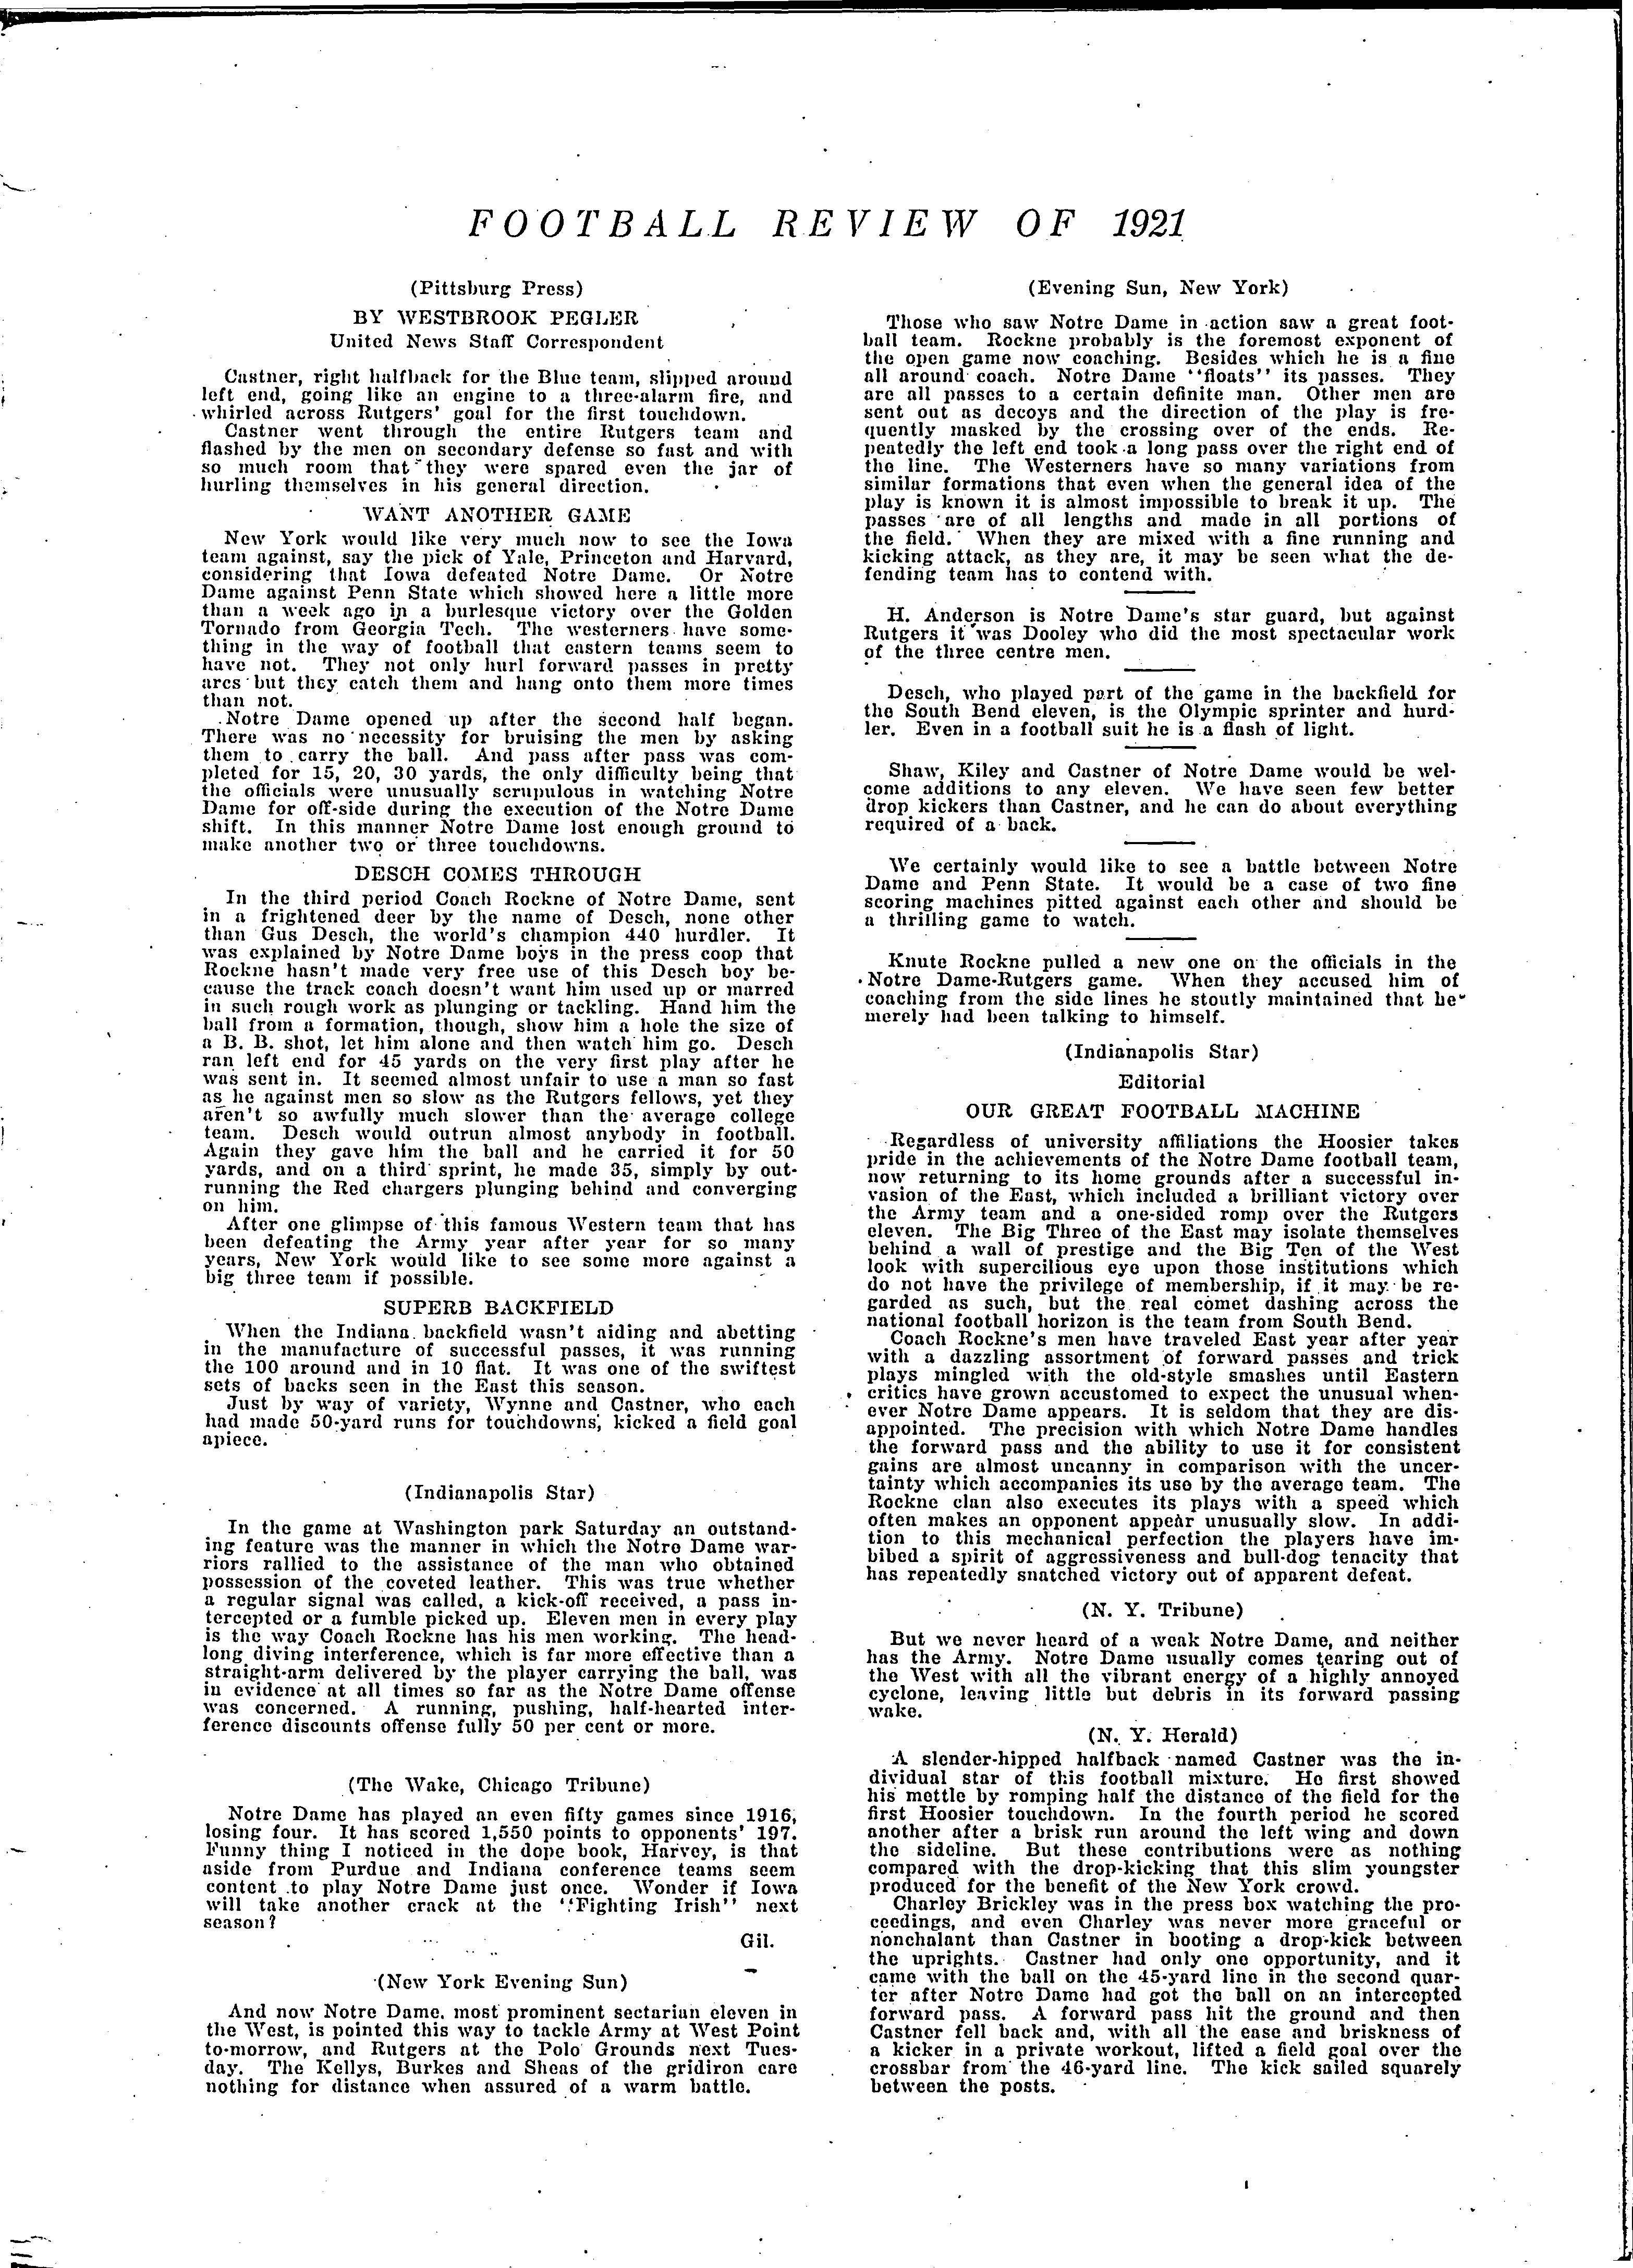 FOOTBALL REVIEW OF 1921
(Pittsburg Press)
BY WESTBROOK PEGLER
United News Staff Correspondent
Castner, right halfback for the Blue team, slipped around
left end, going like an engine to a three-alarm fire, and
whirled across Rutgers' goal for the first touchdown.
Castner went through the entire Rutgers team and
flashed by the men on secondary defense so fast and with
so much room that they were spared even the jar of
hurling themselves in his general direction.
WANT ANOTHER GAME
New York would like very much now to see the Iowa
team against, say the pick of Yale, Princeton and Harvard,
considering that Iowa defeated Notre Dame. Or Notre
Dame against Penn State which showed here a little more
than a week ago in a burlesque victory over the Golden
Tornado from Georgia Tech. The westerners have some-
thing in the way of football that eastern teams seem to
have not. They not only hurl forward passes in pretty
arcs but they catch them and hang onto them more times
than not.
Notre Dame opened up after the second half began.
There was no necessity for bruising the men by asking
them to carry the ball. And pass after pass was com-
pleted for 15, 20, 30 yards, the only difficulty being that
the officials were unusually scrupulous in watching Notre
Dame for off-side during the execution of the Notre Dame
shift. In this manner Notre Dame lost enough ground to
make another two or three touchdowns.
DESCH COMES THROUGH
In the third period Coach Rockne of Notre Dame, sent
in a frightened deer by the name of Desch, none other
than Gus Desch, the world's champion 440 hurdler. It
was explained by Notre Dame boys in the press coop that
Rockne hasn't made very free use of this Desch boy be-
cause the track coach doesn't want him used up or marred
in such rough work as plunging or tackling. Hand him the
ball from a formation, though, show him a hole the size of
a B. B. shot, let him alone and then watch him go. Desch
ran left end for 45 yards on the very first play after he
was sent in. It seemed almost unfair to use a man so fast
as he against men so slow as the Rutgers fellows, yet they
aren't so awfully much slower than the average college
team. Desch would outrun almost anybody in football.
Again they gave him the ball and he carried it for 50
yards, and on a third sprint, he made 35, simply by out-
running the Red chargers plunging behind and converging
on him.
After one glimpse of this famous Western team that has
been defeating the Army year after year for so many
years, New York would like to see some more against a
big three team if possible.
SUPERB BACKFIELD
When the Indiana backfield wasn't aiding and abetting
in the manufacture of successful passes, it was running
the 100 around and in 10 flat. It was one of the swiftest
sets of backs seen in the East this season.
Just by way of variety, Wynne and Castner, who each
had made 50-yard runs for touchdowns, kicked a field goal
apiece.
(Indianapolis Star)
In the game at Washington park Saturday an outstand-
ing feature was the manner in which the Notre Dame war-
riors rallied to the assistance of the man who obtained
possession of the coveted leather. This was true whether
a regular signal was called, a kick-off received, a pass in-
tercepted or a fumble picked up. Eleven men in every play
is the way Coach Rockne has his men working. The head-
long diving interference, which is far more effective than a
straight-arm delivered by the player carrying the ball, was
in evidence at all times so far as the Notre Dame offense
was concerned. A running, pushing, half-hearted inter-
ference discounts offense fully 50 per cent or more.
(The Wake, Chicago Tribune)
Notre Dame has played an even fifty games since 1916,
losing four. It has scored 1,550 points to opponents' 197.
Funny thing I noticed in the dope book, Harvey, is that
aside from Purdue and Indiana conference teams seem
content to play Notre Dame just once. Wonder if Iowa
will take another crack at the "Fighting Irish" next
season?
Gil.
(New York Evening Sun)
And now Notre Dame, most prominent sectarian eleven in
the West, is pointed this way to tackle Army at West Point
to-morrow, and Rutgers at the Polo Grounds next Tues-
day. The Kellys, Burkes and Sheas of the gridiron care
nothing for distance when assured of a warm battle.
(Evening Sun, New York)
Those who saw Notre Dame in action saw a great foot-
ball team. Rockne probably is the foremost exponent of
the open game now coaching. Besides which he is a fine
all around coach. Notre Dame "floats" its passes. They
are all passes to a certain definite man. Other men are
sent out as decoys and the direction of the play is fre-
quently masked by the crossing over of the ends. Re-
peatedly the left end took a long pass over the right end of
the line. The Westerners have so many variations from
similar formations that even when the general idea of the
play is known it is almost impossible to break it up. The
passes are of all lengths and made in all portions of
the field. When they are mixed with a fine running and
kicking attack, as they are, it may be seen what the de-
fending team has to contend with.
H. Anderson is Notre Dame's star guard, but against
Rutgers it was Dooley who did the most spectacular work
of the three centre men.
Desch, who played part of the game in the backfield for
the South Bend eleven, is the Olympic sprinter and hurd-
ler. Even in a football suit he is a flash of light.
Shaw, Kiley and Castner of Notre Dame would be wel-
come additions to any eleven. We have seen few better
drop kickers than Castner, and he can do about everything
required of a back.
We certainly would like to see a battle between Notre
Dame and Penn State. It would be a case of two fine
scoring machines pitted against each other and should be
a thrilling game to watch.
Knute Rockne pulled a new one on the officials in the
Notre Dame-Rutgers game. When they accused him of
coaching from the side lines he stoutly maintained that he
merely had been talking to himself.
(Indianapolis Star)
Editorial
OUR GREAT FOOTBALL MACHINE
Regardless of university affiliations the Hoosier takes
pride in the achievements of the Notre Dame football team,
now returning to its home grounds after a successful in-
vasion of the East, which included a brilliant victory over
the Army team and a one-sided romp over the Rutgers
eleven. The Big Three of the East may isolate themselves
behind a wall of prestige and the Big Ten of the West
look with supercilious eye upon those institutions which
do not have the privilege of membership, if it may be re-
garded as such, but the real comet dashing across the
national football horizon is the team from South Bend.
Coach Rockne's men have traveled East year after year
with a dazzling assortment of forward passes and trick
plays mingled with the old-style smashes until Eastern
critics have grown accustomed to expect the unusual when-
ever Notre Dame appears. It is seldom that they are dis-
appointed. The precision with which Notre Dame handles
the forward pass and the ability to use it for consistent
gains are almost uncanny in comparison with the uncer-
tainty which accompanies its use by the average team. The
Rockne clan also executes its plays with a speed which
often makes an opponent appear unusually slow. In addi-
tion to this mechanical perfection the players have im-
bibed a spirit of aggressiveness and bull-dog tenacity that
has repeatedly snatched victory out of apparent defeat.
(N. Y. Tribune)
But we never heard of a weak Notre Dame, and neither
has the Army. Notre Dame usually comes tearing out of
the West with all the vibrant energy of a highly annoyed
cyclone, leaving little but debris in its forward passing
wake.
(N. Y. Herald)
A slender-hipped halfback named Castner was the in-
dividual star of this football mixture. He first showed
his mettle by romping half the distance of the field for the
first Hoosier touchdown. In the fourth period he scored
another after a brisk run around the left wing and down
the sideline. But these contributions were as nothing
compared with the drop-kicking that this slim youngster
produced for the benefit of the New York crowd.
Charley Brickley was in the press box watching the pro-
ceedings, and even Charley was never more graceful or
nonchalant than Castner in booting a drop-kick between
the uprights. Castner had only one opportunity, and it
came with the ball on the 45-yard line in the second quar-
ter after Notre Dame had got the ball on an intercepted
forward pass. A forward pass hit the ground and then
Castner fell back and, with all the ease and briskness of
a kicker in a private workout, lifted a field goal over the
crossbar from the 46-yard line. The kick sailed squarely
between the posts.